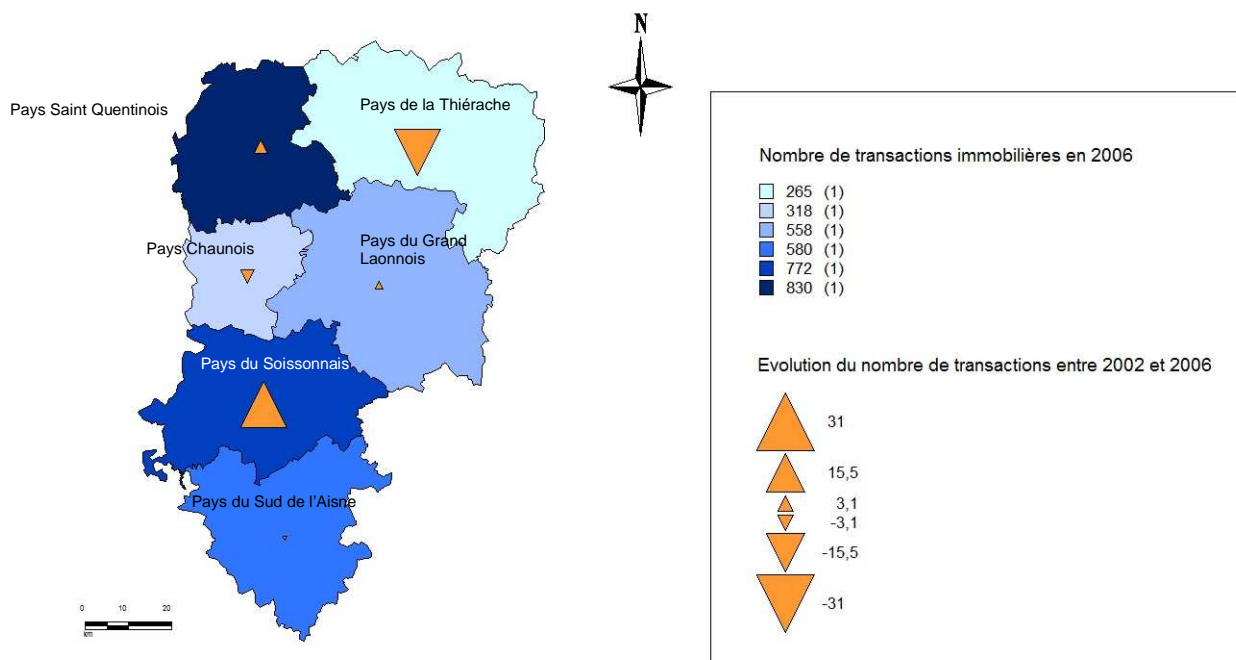 N
Pays Saint Quentinois
Pays de la Thiérache
Pays Chaunois
Pays du Grand
Laonnois
Pays du Soissonnais
Pays du Sud de l'Aisne
0 10 20
km
Nombre de transactions immobilières en 2006
265 (1)
318 (1)
558 (1)
580 (1)
772 (1)
830 (1)
Evolution du nombre de transactions entre 2002 et 2006
31
15,5
3,1
-3,1
-15,5
-31